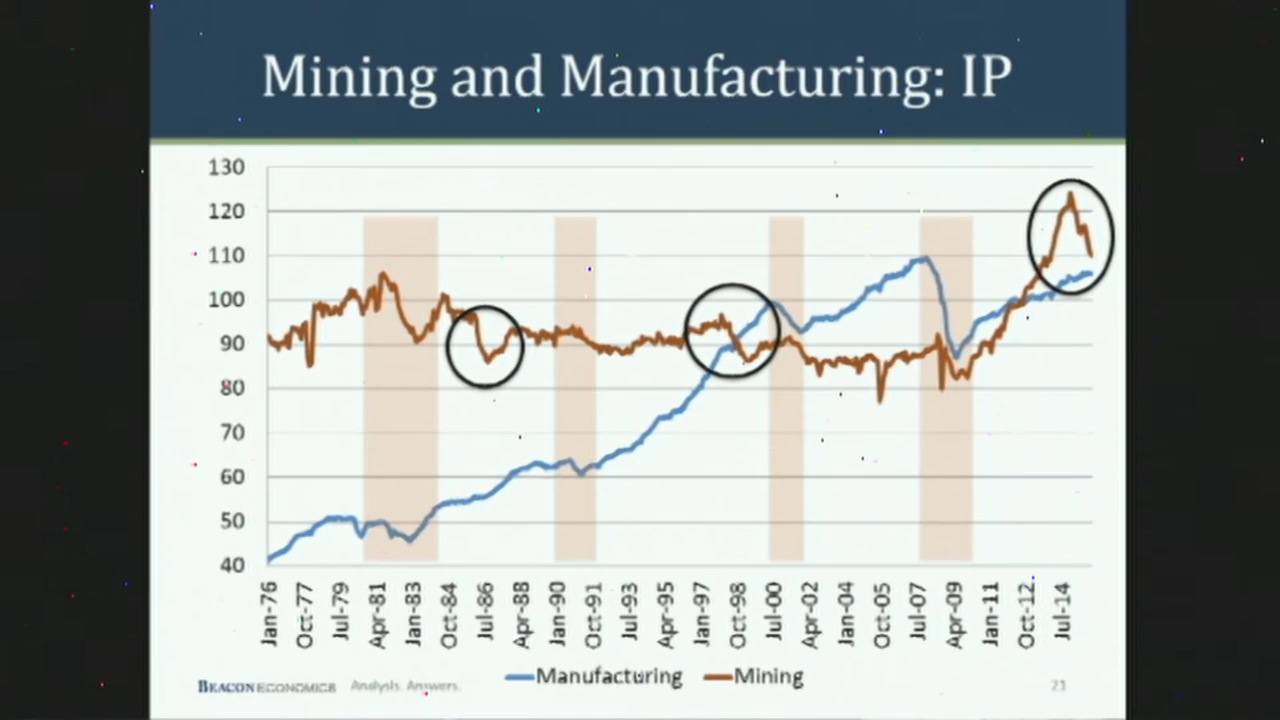 Mining and Manufacturing: IP
130
120
110
100
90
80
70
60
50
40
Jan-76 Oct-77 Jul-79 Apr-81 Jan-83 Oct-84 Jul-86 Apr-88 Jan-90 Oct-91 Jul-93 Apr-95 Jan-97 Oct-98 Jul-00 Apr-02 Jan-04 Oct-05 Jul-07 Apr-09 Jan-11 Oct-12 Jul-14
Manufacturing Mining
BEACON ECONOMICS Analysis. Answers. 21